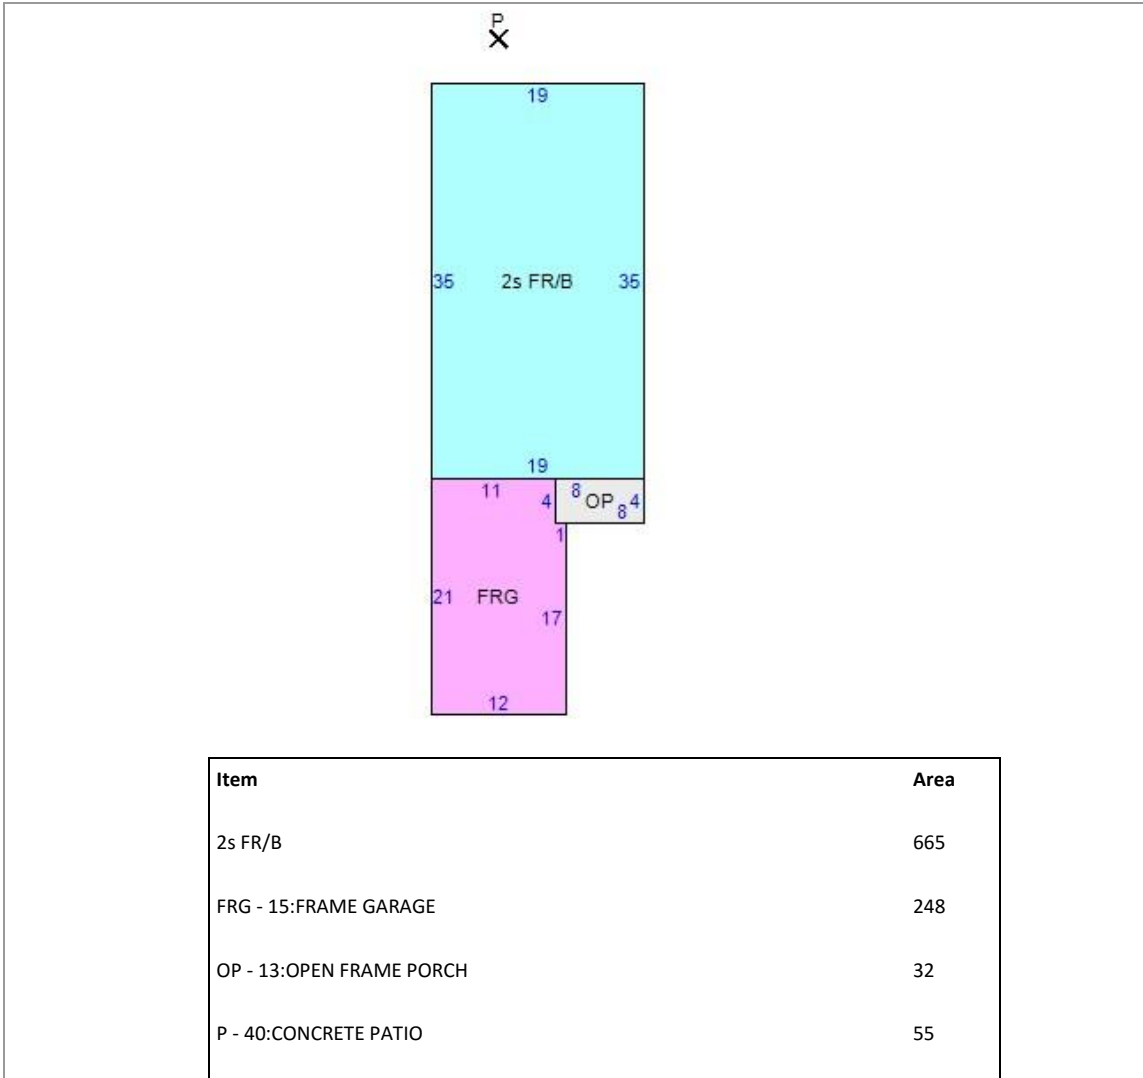 P
19
35 2s FR/B 35
19
11 4 8 OP 8 4
1
21 FRG
17
12
Item Area
2s FR/B 665
FRG - 15:FRAME GARAGE 248
OP - 13:OPEN FRAME PORCH 32
P - 40:CONCRETE PATIO 55